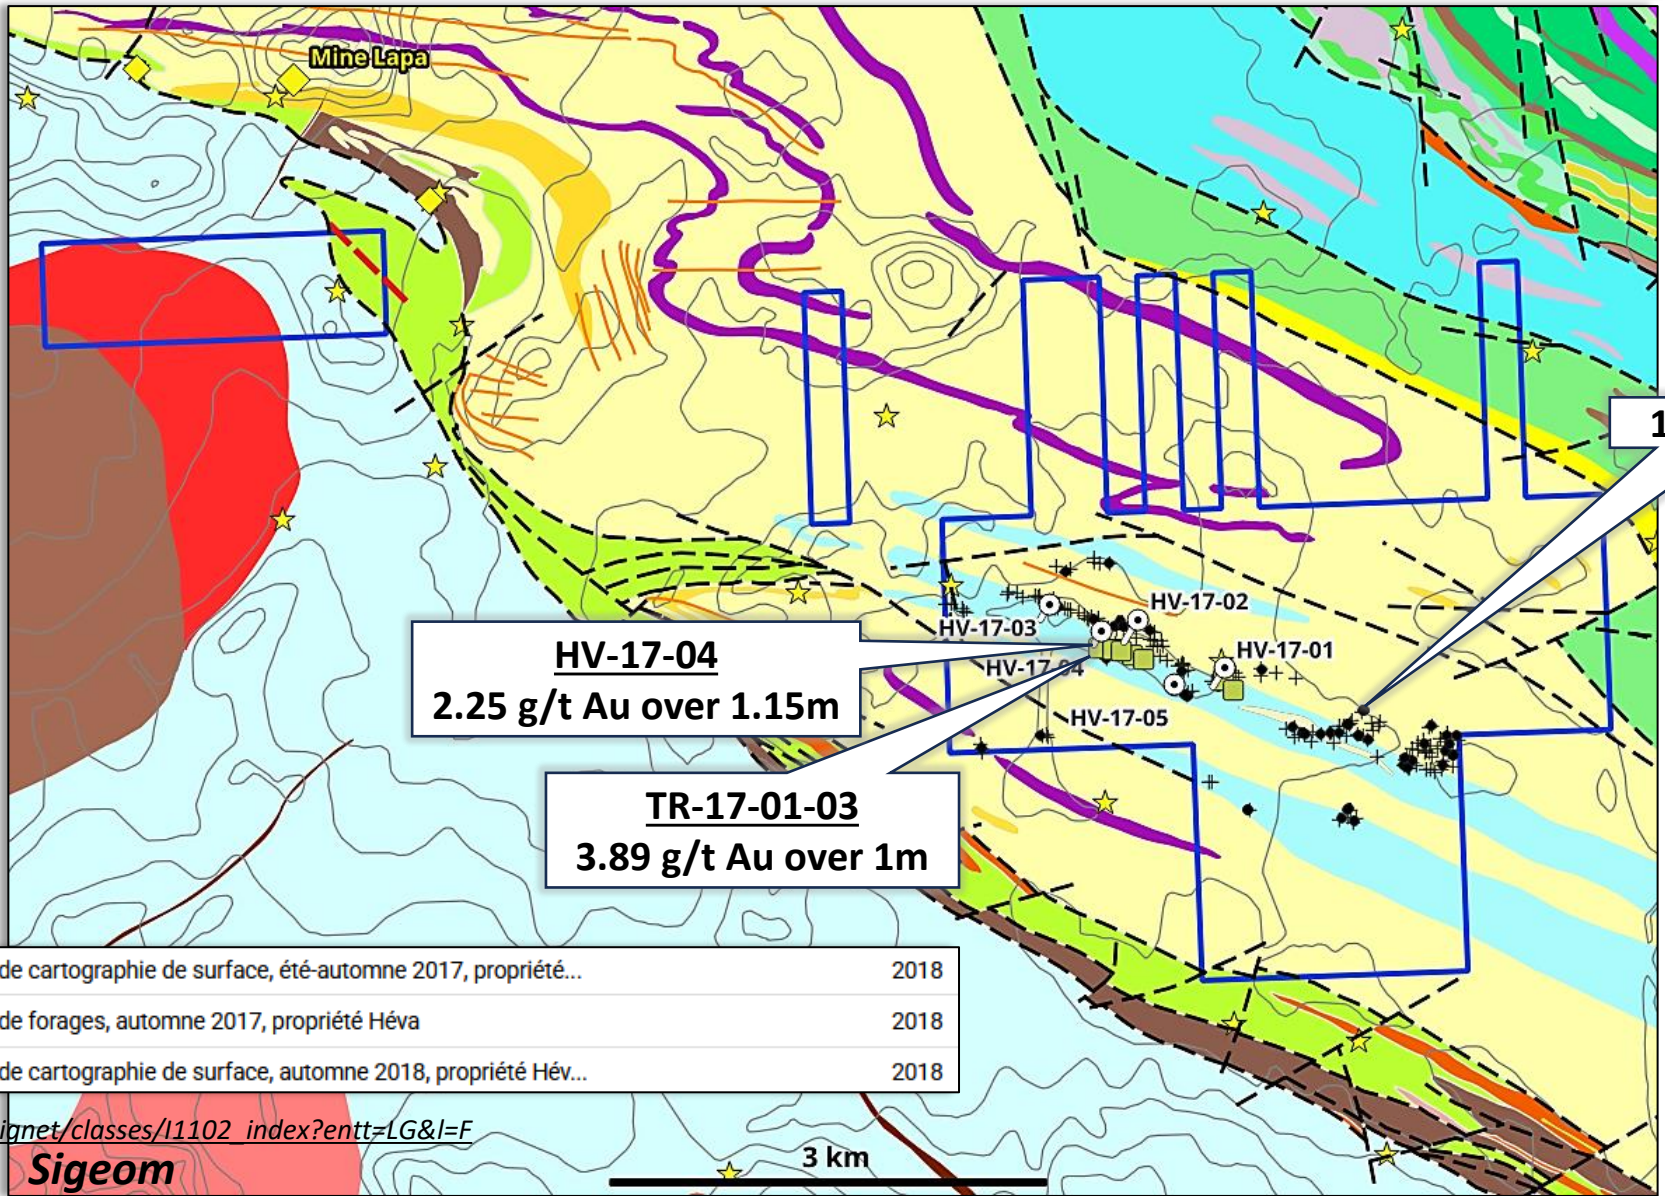 Mine Lapa
1
HV-17-02
HV-17-03
HV-17-01
HV-17-04
HV-17-05
HV-17-04
2.25 g/t Au over 1.15m
TR-17-01-03
3.89 g/t Au over 1m
de cartographie de surface, été-automne 2017, propriété... 2018
de forages, automne 2017, propriété Héva 2018
de cartographie de surface, automne 2018, propriété Hév... 2018
ignet/classes/I1102_index?entt=LG&l=F
Sigeom
3 km